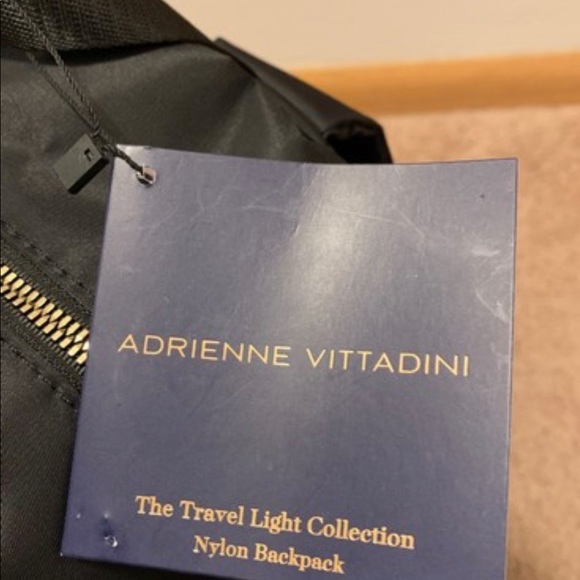 ADRIENNE VITTADINI
The Travel Light Collection
Nylon Backpack